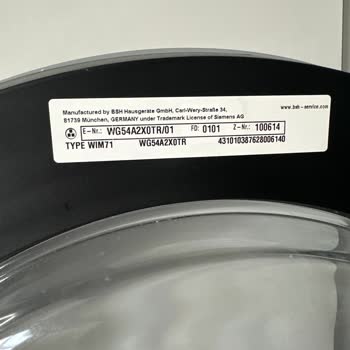 Manufactured by BSH Hausgeräte GmbH, Carl-Wery-Straße 34,
81739 München, GERMANY under Trademark License of Siemens AG
www.bsh-service.com
E-Nr.: WG54A2X0TR/01 FD: 0101 Z-Nr.: 100614
TYPE WIM71 WG54A2X0TR 431010387628006140